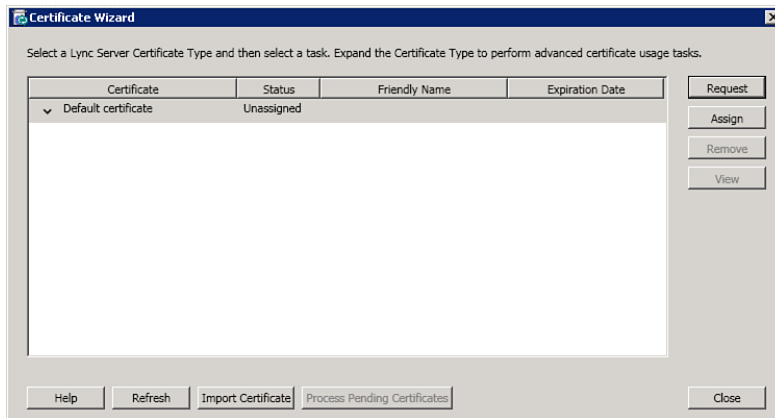 Certificate Wizard
Select a Lync Server Certificate Type and then select a task. Expand the Certificate Type to perform advanced certificate usage tasks.
Certificate Status Friendly Name Expiration Date
Default certificate Unassigned
Request
Assign
Remove
View
Help Refresh Import Certificate Process Pending Certificates Close